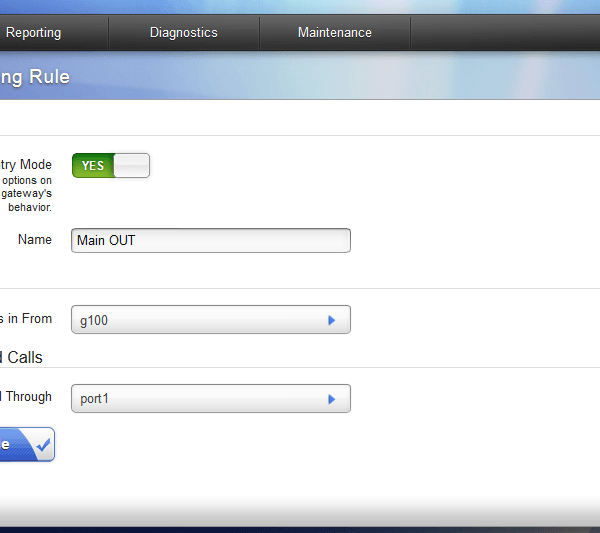 Reporting Diagnostics Maintenance
ng Rule
try Mode YES
options on
gateway's
behavior.
Name Main OUT
s in From g100
d Calls
l Through port1
le